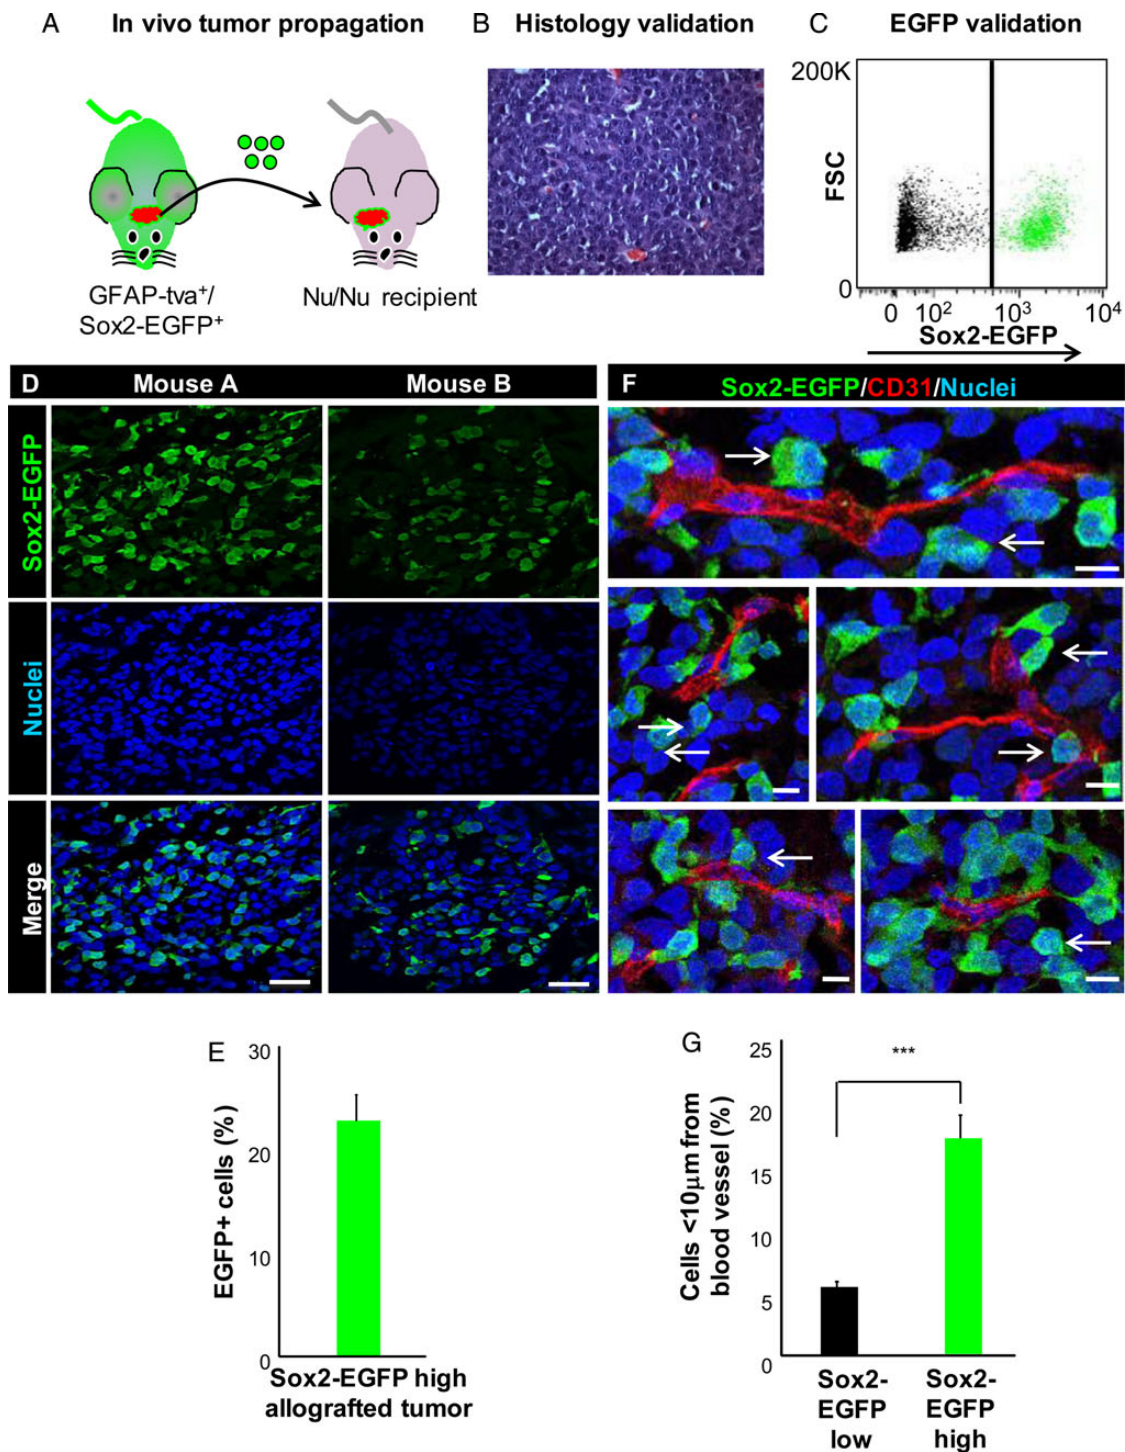 A In vivo tumor propagation
B Histology validation
C EGFP validation
GFAP-tva⁺/
Sox2-EGFP⁺
Nu/Nu recipient
200K
FSC
0
0 10² 10³ 10⁴
Sox2-EGFP
D Mouse A Mouse B
Sox2-EGFP
Nuclei
Merge
F Sox2-EGFP/CD31/Nuclei
E
30
20
10
0
EGFP+ cells (%)
Sox2-EGFP high
allografted tumor
G
25
20
15
10
5
0
Cells <10μm from
blood vessel (%)
***
Sox2-
EGFP
low
Sox2-
EGFP
high